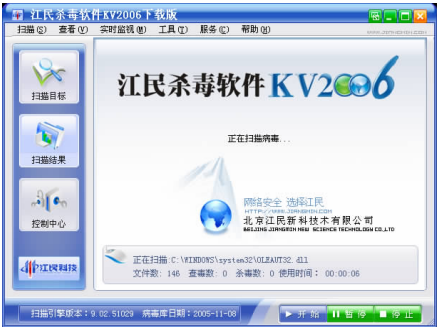 江民杀毒软件KV2006下载版
扫描(S) 查看(V) 实时监视(M) 工具(T) 服务(C) 帮助(H)
www.jiangmin.com
扫描目标
扫描结果
控制中心
江民科技
江民杀毒软件KV2006
正在扫描病毒...
网络安全 选择江民
HTTP://WWW.JIANGMIN.COM
北京江民新科技术有限公司
BEIJING JIANGMIN NEW SCIENCE TECHNOLOGY CO.,LTD
正在扫描:C:\WINDOWS\system32\OLEAUT32.dll
文件数: 146 查毒数: 0 杀毒数: 0 使用时间: 00:00:06
扫描引擎版本:9.02.51029 病毒库日期:2005-11-08
开始 暂停 停止